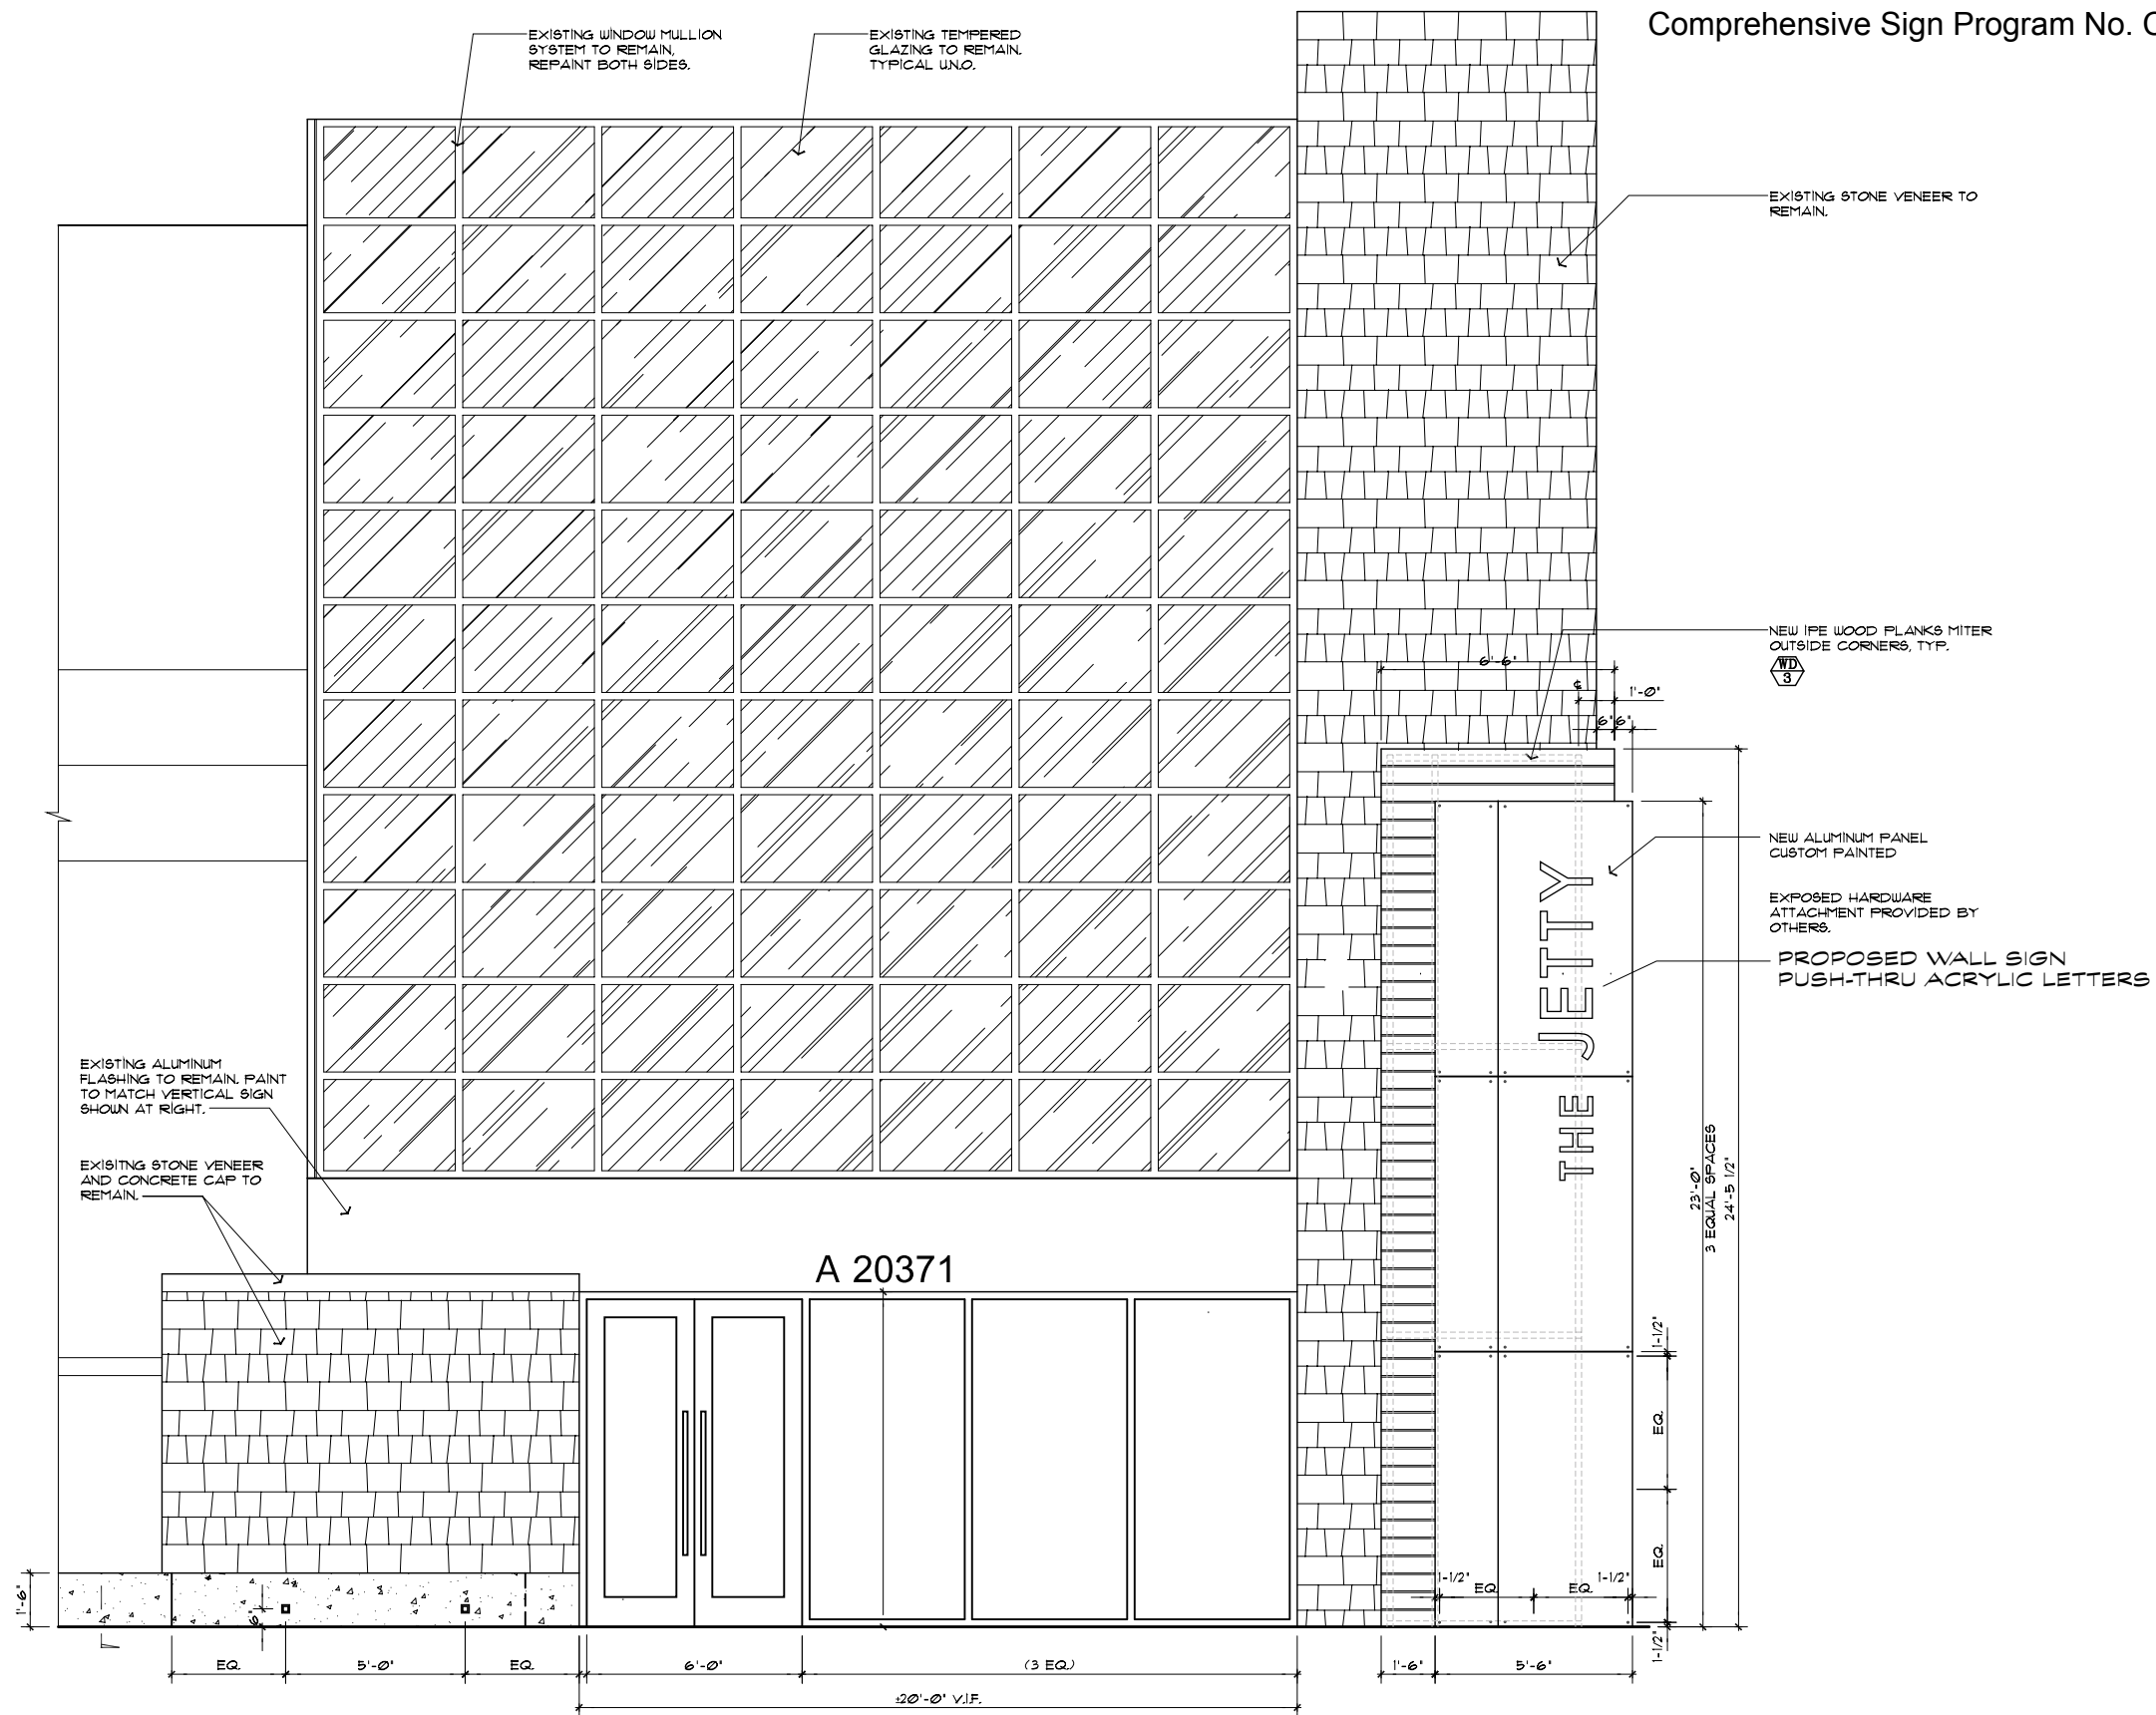 Comprehensive Sign Program No. C
EXISTING WINDOW MULLION
SYSTEM TO REMAIN,
REPAINT BOTH SIDES.
EXISTING TEMPERED
GLAZING TO REMAIN.
TYPICAL U.N.O.
EXISTING STONE VENEER TO
REMAIN.
NEW IPE WOOD PLANKS MITER
OUTSIDE CORNERS, TYP.
WD
3
6'-6"
℄
1'-0"
6" 6"
NEW ALUMINUM PANEL
CUSTOM PAINTED
EXPOSED HARDWARE
ATTACHMENT PROVIDED BY
OTHERS.
PROPOSED WALL SIGN
PUSH-THRU ACRYLIC LETTERS
THE JETTY
EXISTING ALUMINUM
FLASHING TO REMAIN. PAINT
TO MATCH VERTICAL SIGN
SHOWN AT RIGHT.
EXISITNG STONE VENEER
AND CONCRETE CAP TO
REMAIN.
A 20371
23'-0"
3 EQUAL SPACES
24'-5 1/2"
1-1/2"
EQ.
EQ.
1-1/2"
1-1/2"
EQ.
EQ.
1-1/2"
1'-6"
6"
EQ.
5'-0"
EQ.
6'-0"
(3 EQ.)
1'-6"
5'-6"
±20'-0" V.I.F.